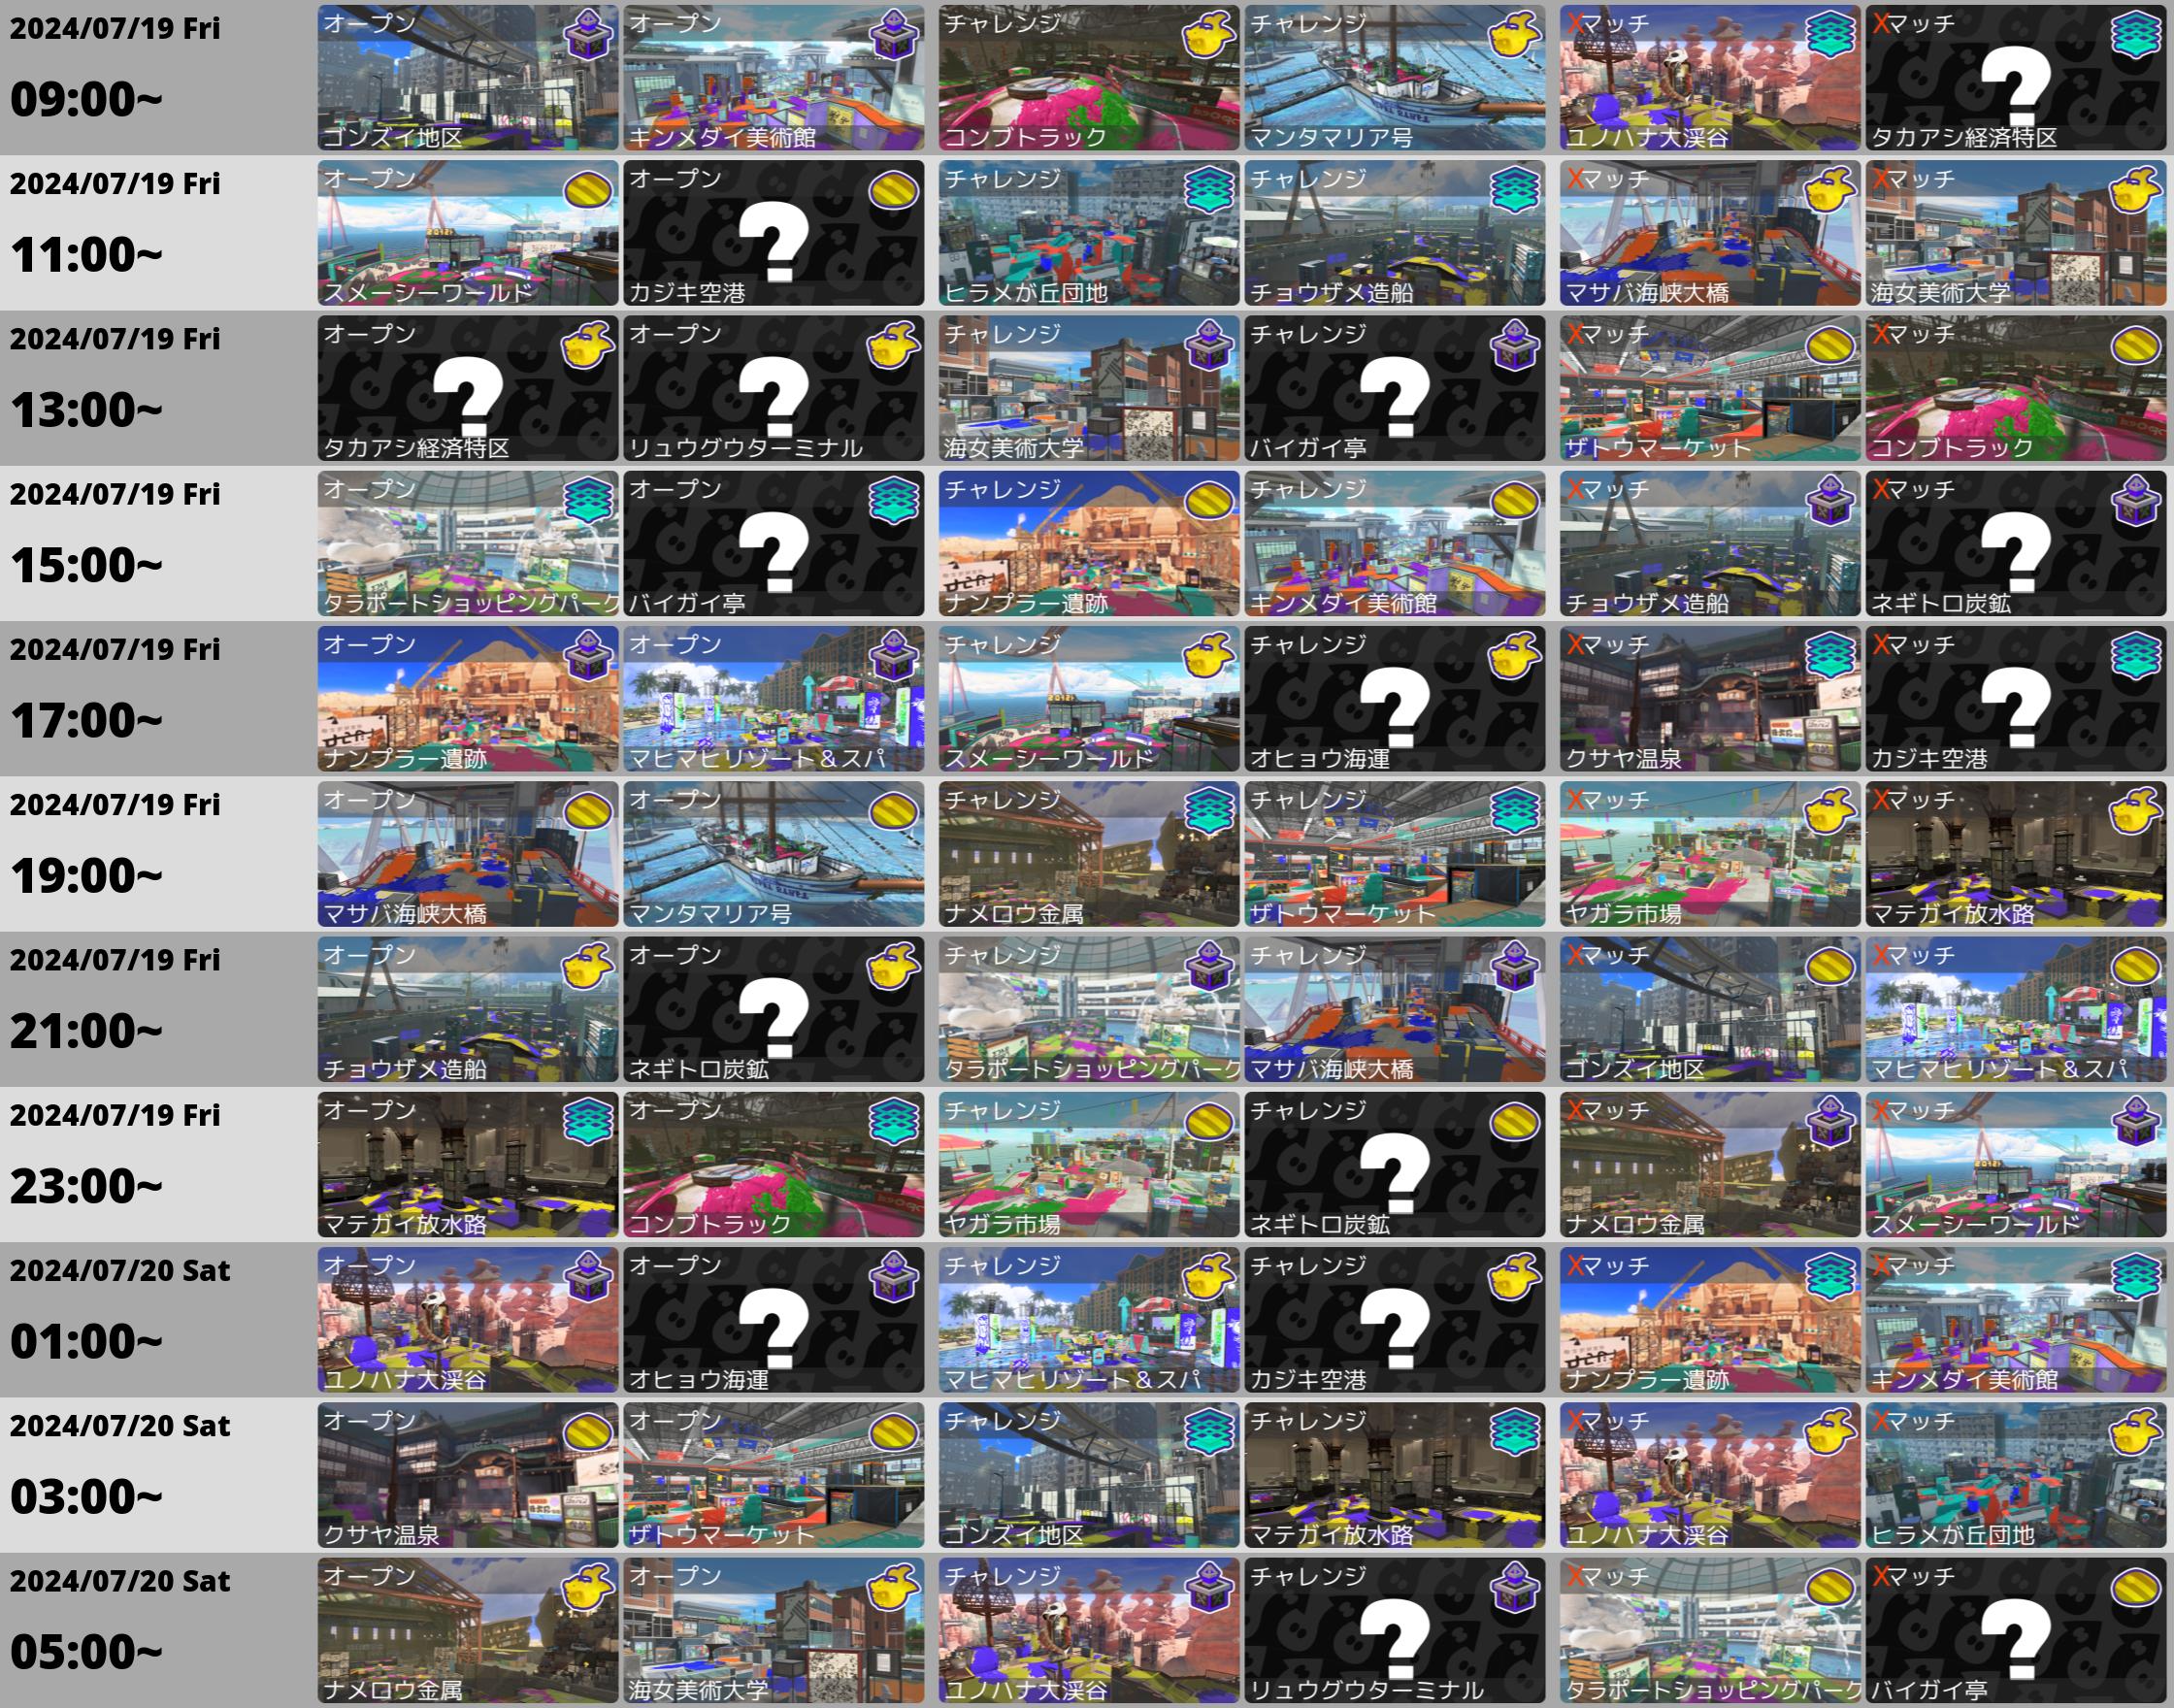 2024/07/19 Fri
09:00~
オープン
ゴンズイ地区
オープン
キンメダイ美術館
チャレンジ
コンブトラック
チャレンジ
マンタマリア号
Xマッチ
ユノハナ大渓谷
Xマッチ
タカアシ経済特区
2024/07/19 Fri
11:00~
オープン
スメーシーワールド
オープン
カジキ空港
チャレンジ
ヒラメが丘団地
チャレンジ
チョウザメ造船
Xマッチ
マサバ海峡大橋
Xマッチ
海女美術大学
2024/07/19 Fri
13:00~
オープン
タカアシ経済特区
オープン
リュウグウターミナル
チャレンジ
海女美術大学
チャレンジ
バイガイ亭
Xマッチ
ザトウマーケット
Xマッチ
コンブトラック
2024/07/19 Fri
15:00~
オープン
タラポートショッピングパーク
オープン
バイガイ亭
チャレンジ
ナンプラー遺跡
チャレンジ
キンメダイ美術館
Xマッチ
チョウザメ造船
Xマッチ
ネギトロ炭鉱
2024/07/19 Fri
17:00~
オープン
ナンプラー遺跡
オープン
マヒマヒリゾート＆スパ
チャレンジ
スメーシーワールド
チャレンジ
オヒョウ海運
Xマッチ
クサヤ温泉
Xマッチ
カジキ空港
2024/07/19 Fri
19:00~
オープン
マサバ海峡大橋
オープン
マンタマリア号
チャレンジ
ナメロウ金属
チャレンジ
ザトウマーケット
Xマッチ
ヤガラ市場
Xマッチ
マテガイ放水路
2024/07/19 Fri
21:00~
オープン
チョウザメ造船
オープン
ネギトロ炭鉱
チャレンジ
タラポートショッピングパーク
チャレンジ
マサバ海峡大橋
Xマッチ
ゴンズイ地区
Xマッチ
マヒマヒリゾート＆スパ
2024/07/19 Fri
23:00~
オープン
マテガイ放水路
オープン
コンブトラック
チャレンジ
ヤガラ市場
チャレンジ
ネギトロ炭鉱
Xマッチ
ナメロウ金属
Xマッチ
スメーシーワールド
2024/07/20 Sat
01:00~
オープン
ユノハナ大渓谷
オープン
オヒョウ海運
チャレンジ
マヒマヒリゾート＆スパ
チャレンジ
カジキ空港
Xマッチ
ナンプラー遺跡
Xマッチ
キンメダイ美術館
2024/07/20 Sat
03:00~
オープン
クサヤ温泉
オープン
ザトウマーケット
チャレンジ
ゴンズイ地区
チャレンジ
マテガイ放水路
Xマッチ
ユノハナ大渓谷
Xマッチ
ヒラメが丘団地
2024/07/20 Sat
05:00~
オープン
ナメロウ金属
オープン
海女美術大学
チャレンジ
ユノハナ大渓谷
チャレンジ
リュウグウターミナル
Xマッチ
タラポートショッピングパーク
Xマッチ
バイガイ亭